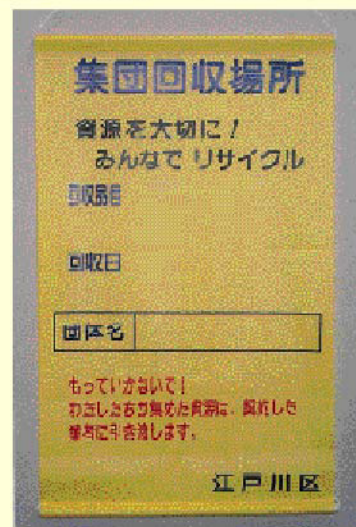 集団回収場所
資源を大切に！
みんなで リサイクル
回収品目
回収日
団体名
もっていかないで！
わたしたちが集めた資源は、契約した
業者に引き渡します。
江戸川区